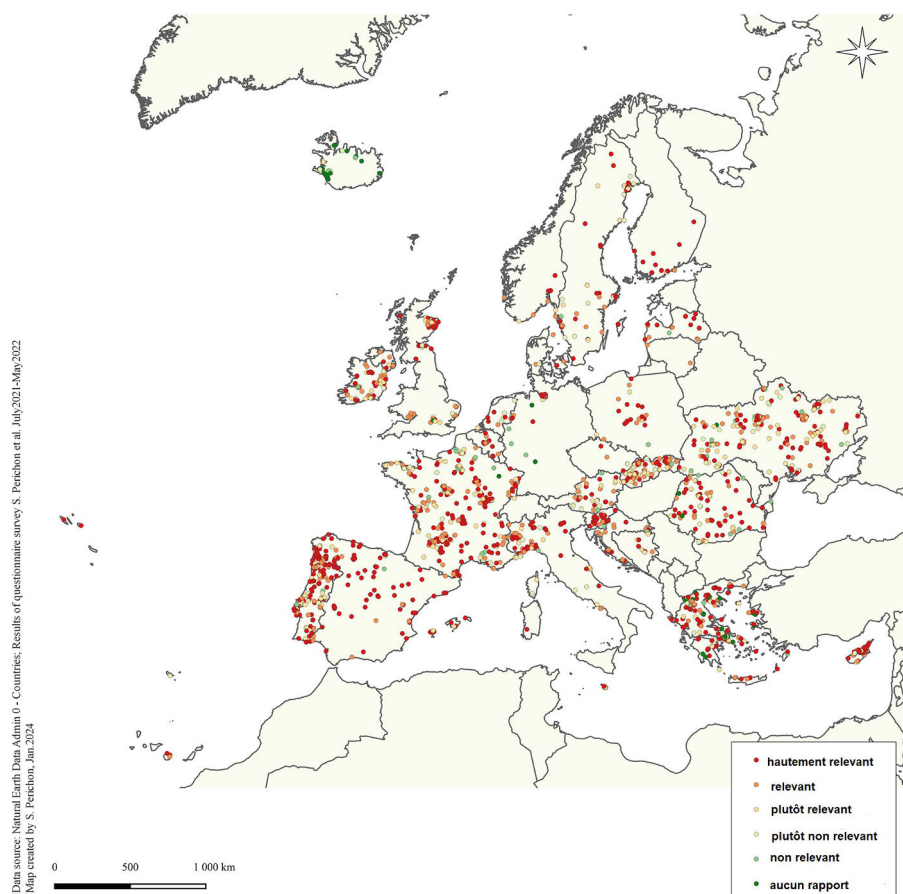 Data source: Natural Earth Data Admin 0 - Countries; Results of questionnaire survey S. Perichon et al. July2021-May2022
Map created by S. Perichon, Jan.2024
0 500 1 000 km
hautement relevant
relevant
plutôt relevant
plutôt non relevant
non relevant
aucun rapport